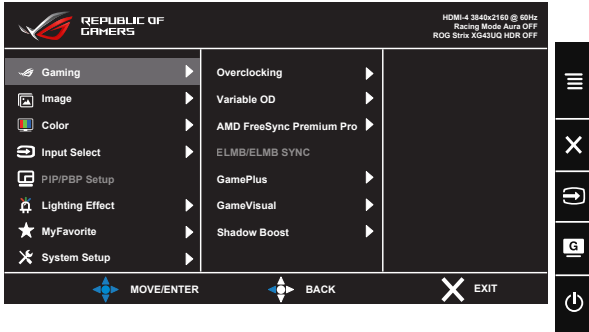 REPUBLIC OF
GAMERS
HDMI-4 3840x2160 @ 60Hz
Racing Mode Aura OFF
ROG Strix XG43UQ HDR OFF
Gaming
Image
Color
Input Select
PIP/PBP Setup
Lighting Effect
MyFavorite
System Setup
Overclocking
Variable OD
AMD FreeSync Premium Pro
ELMB/ELMB SYNC
GamePlus
GameVisual
Shadow Boost
MOVE/ENTER
BACK
EXIT
G